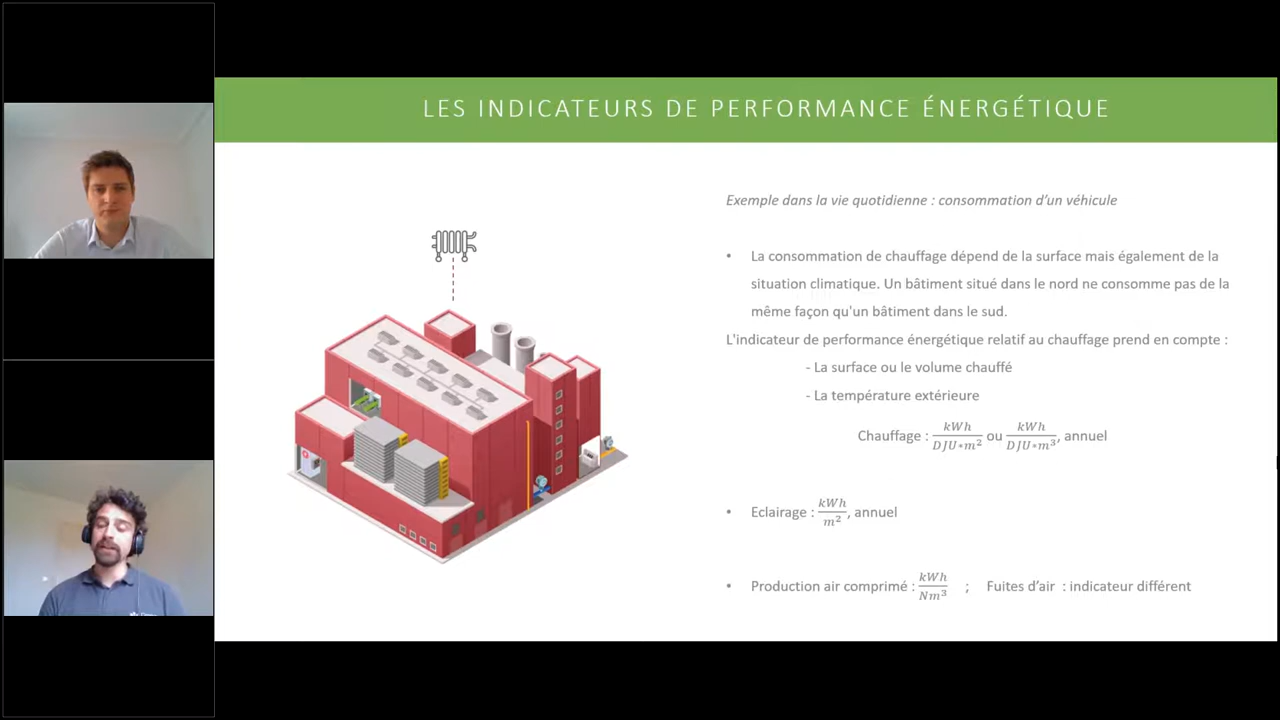 LES INDICATEURS DE PERFORMANCE ÉNERGÉTIQUE
Exemple dans la vie quotidienne : consommation d'un véhicule
• La consommation de chauffage dépend de la surface mais également de la
situation climatique. Un bâtiment situé dans le nord ne consomme pas de la
même façon qu'un bâtiment dans le sud.
L'indicateur de performance énergétique relatif au chauffage prend en compte :
- La surface ou le volume chauffé
- La température extérieure
Chauffage : kWh/DJU*m² ou kWh/DJU*m³, annuel
• Eclairage : kWh/m², annuel
• Production air comprimé : kWh/Nm³ ; Fuites d'air : indicateur différent